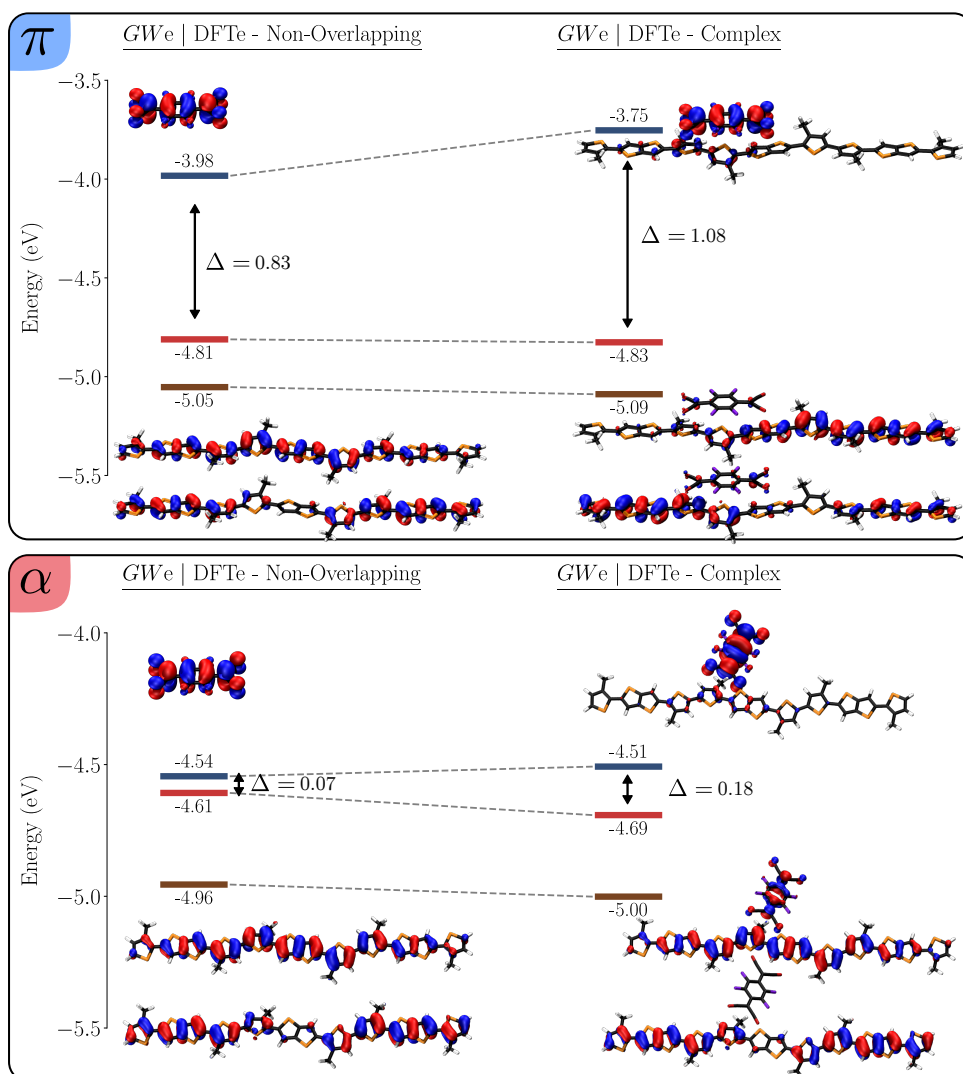 π
GWe | DFTe - Non-Overlapping
GWe | DFTe - Complex
Energy (eV)
−3.5
−4.0
−4.5
−5.0
−5.5
-3.98
Δ = 0.83
-4.81
-5.05
-3.75
Δ = 1.08
-4.83
-5.09
α
GWe | DFTe - Non-Overlapping
GWe | DFTe - Complex
Energy (eV)
−4.0
−4.5
−5.0
−5.5
-4.54
Δ = 0.07
-4.61
-4.96
-4.51
Δ = 0.18
-4.69
-5.00